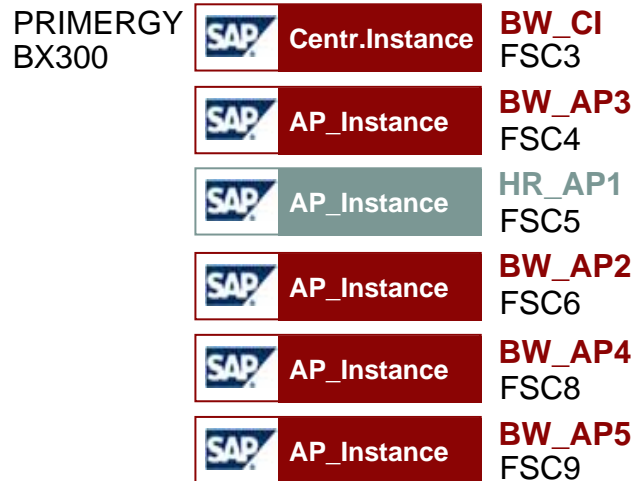 PRIMERGY
BX300
SAP Centr.Instance BW_CI
FSC3
SAP AP_Instance BW_AP3
FSC4
SAP AP_Instance HR_AP1
FSC5
SAP AP_Instance BW_AP2
FSC6
SAP AP_Instance BW_AP4
FSC8
SAP AP_Instance BW_AP5
FSC9